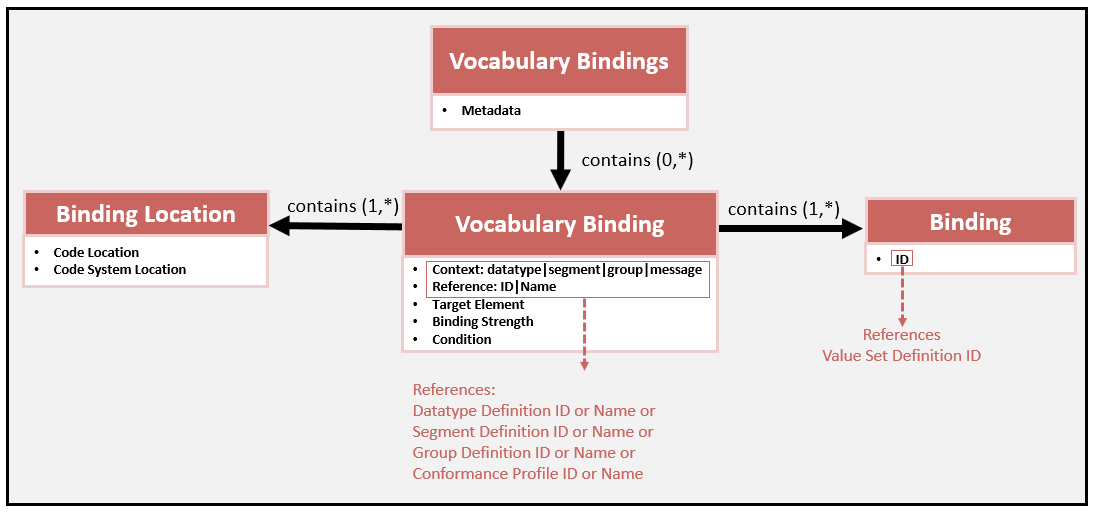 Vocabulary Bindings
• Metadata
contains (0,*)
Binding Location
• Code Location
• Code System Location
contains (1,*)
Vocabulary Binding
• Context: datatype|segment|group|message
• Reference: ID|Name
• Target Element
• Binding Strength
• Condition
contains (1,*)
Binding
• ID
References
Value Set Definition ID
References:
Datatype Definition ID or Name or
Segment Definition ID or Name or
Group Definition ID or Name or
Conformance Profile ID or Name